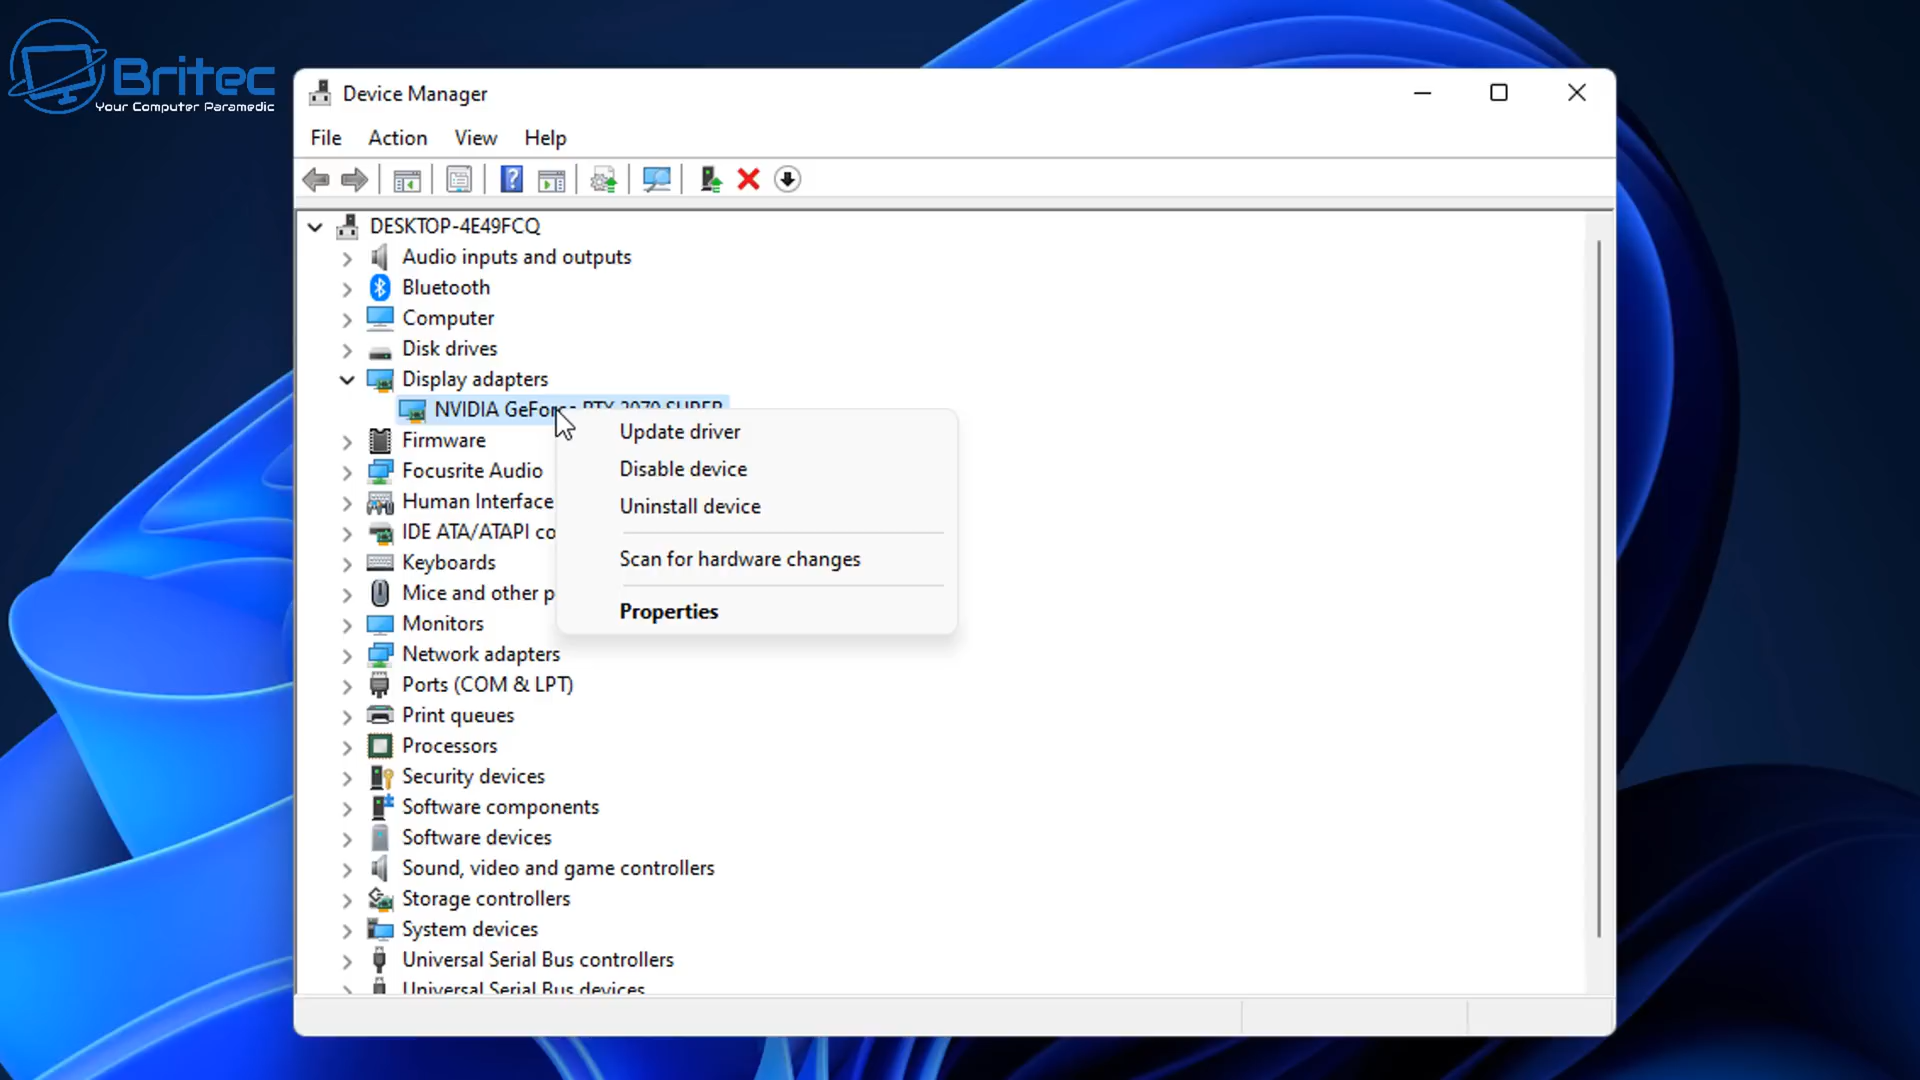 Britec
Your Computer Paramedic
Device Manager
File Action View Help
DESKTOP-4E49FCQ
Audio inputs and outputs
Bluetooth
Computer
Disk drives
Display adapters
NVIDIA GeForce RTX 2070 SUPER
Update driver
Firmware
Disable device
Focusrite Audio
Human Interface
Uninstall device
IDE ATA/ATAPI co
Scan for hardware changes
Keyboards
Mice and other p
Properties
Monitors
Network adapters
Ports (COM & LPT)
Print queues
Processors
Security devices
Software components
Software devices
Sound, video and game controllers
Storage controllers
System devices
Universal Serial Bus controllers
Universal Serial Bus devices